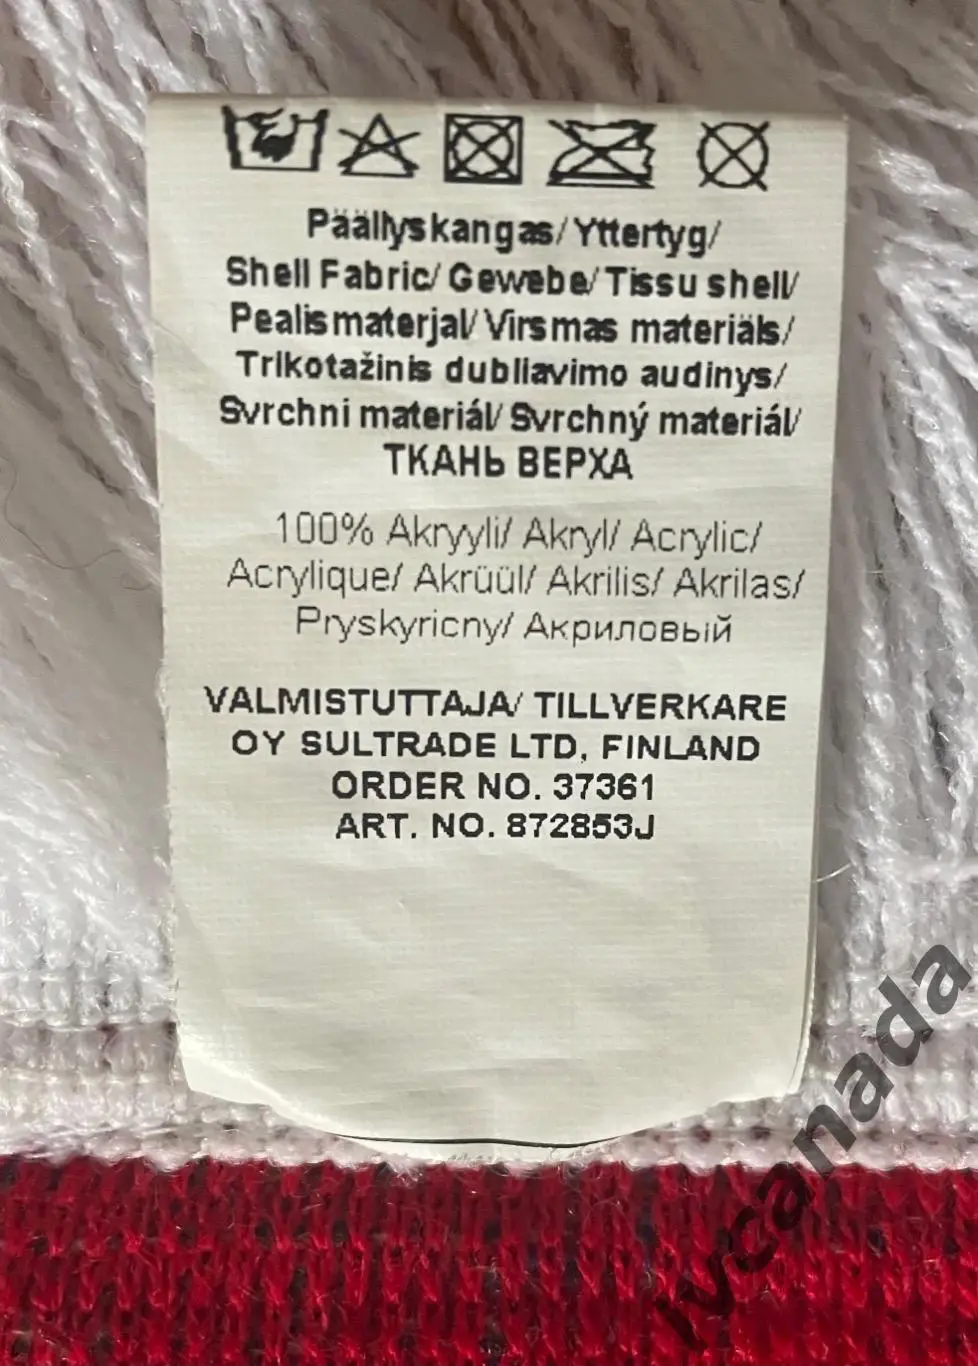 Päällyskangas/ Yttertyg/
Shell Fabric/ Gewebe/ Tissu shell/
Pealismaterjal/ Virsmas materiāls/
Trikotažinis dubliavimo audinys/
Svrchni materiál/ Svrchný materiál/
ТКАНЬ ВЕРХА
100% Akryyli/ Akryl/ Acrylic/
Acrylique/ Akrüül/ Akrilis/ Akrilas/
Pryskyricny/ Акриловый
VALMISTUTTAJA/ TILLVERKARE
OY SULTRADE LTD, FINLAND
ORDER NO. 37361
ART. NO. 872853J
ivcanada